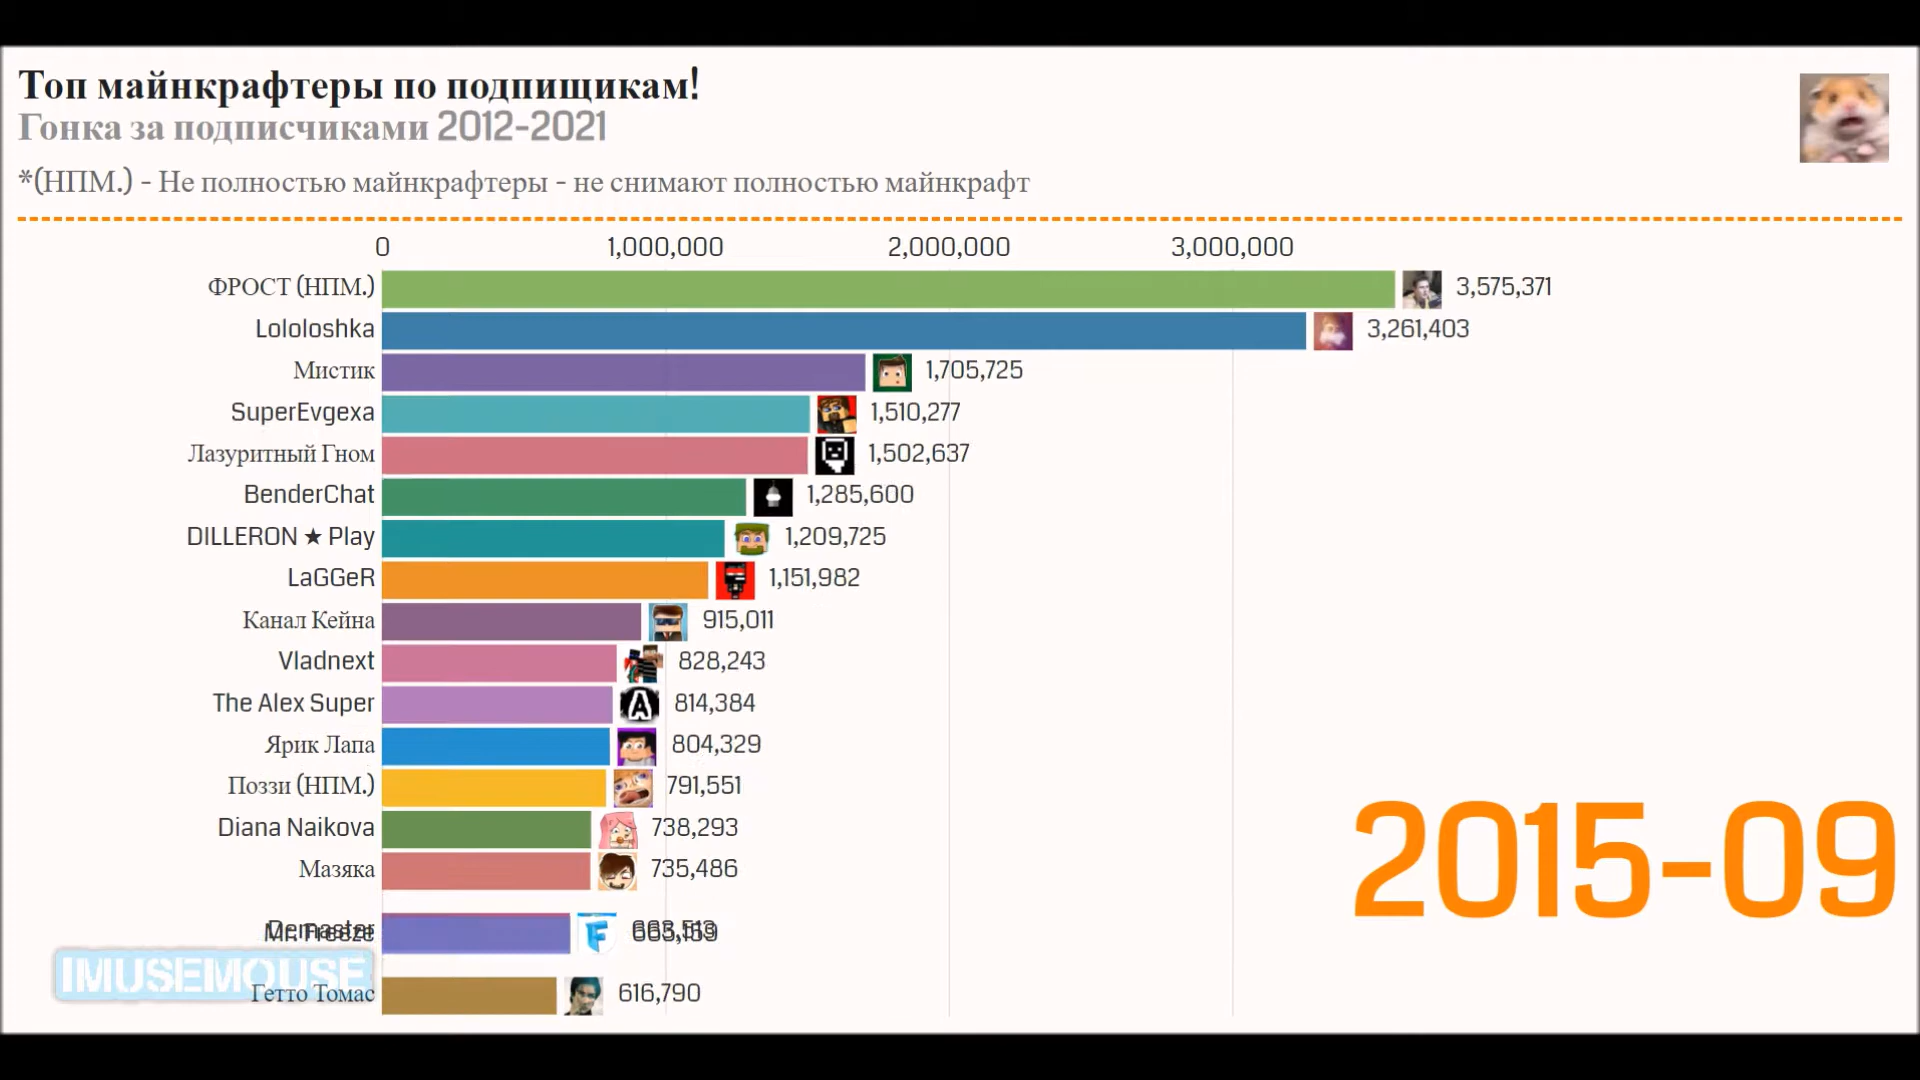 Топ майнкрафтеры по подпищикам!
Гонка за подписчиками 2012-2021
*(НПМ.) - Не полностью майнкрафтеры - не снимают полностью майнкрафт
0 1,000,000 2,000,000 3,000,000
ФРОСТ (НПМ.) 3,575,371
Lololoshka 3,261,403
Мистик 1,705,725
SuperEvgexa 1,510,277
Лазуритный Гном 1,502,637
BenderChat 1,285,600
DILLERON ★ Play 1,209,725
LaGGeR 1,151,982
Канал Кейна 915,011
Vladnext 828,243
The Alex Super 814,384
Ярик Лапа 804,329
Поззи (НПМ.) 791,551
Diana Naikova 738,293
Мазяка 735,486
Demaster
Mr. Freeze
IMUSEMOUSE
Гетто Томас 616,790
2015-09